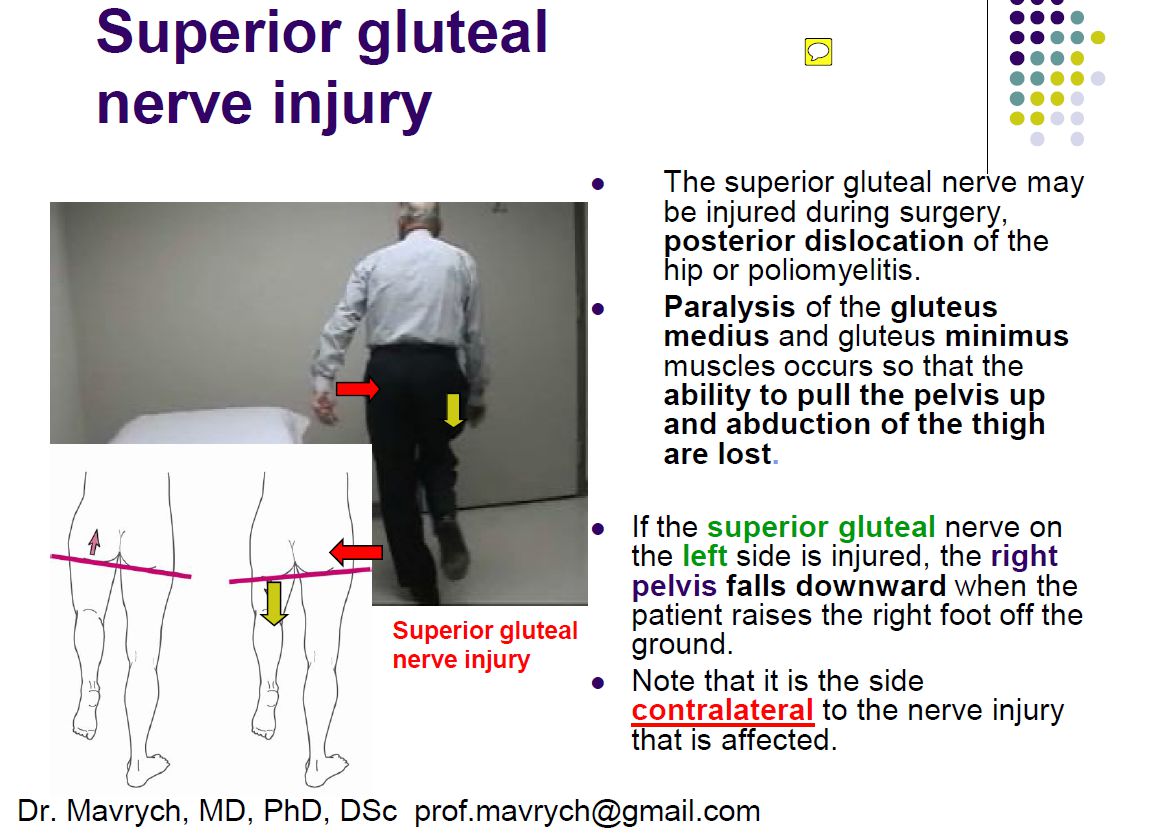 Superior gluteal
nerve injury
The superior gluteal nerve may
be injured during surgery,
posterior dislocation of the
hip or poliomyelitis.
Paralysis of the gluteus
medius and gluteus minimus
muscles occurs so that the
ability to pull the pelvis up
and abduction of the thigh
are lost.
If the superior gluteal nerve on
the left side is injured, the right
pelvis falls downward when the
patient raises the right foot off the
ground.
Note that it is the side
contralateral to the nerve injury
that is affected.
Superior gluteal
nerve injury
Dr. Mavrych, MD, PhD, DSc prof.mavrych@gmail.com